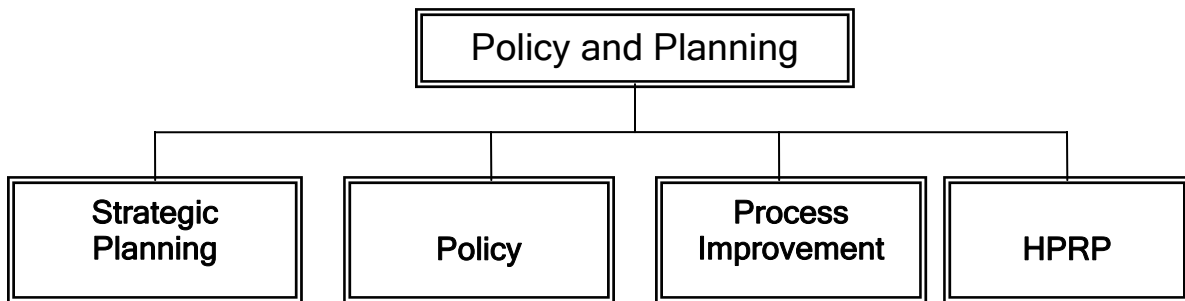 Policy and Planning
Strategic
Planning
Policy
Process
Improvement
HPRP